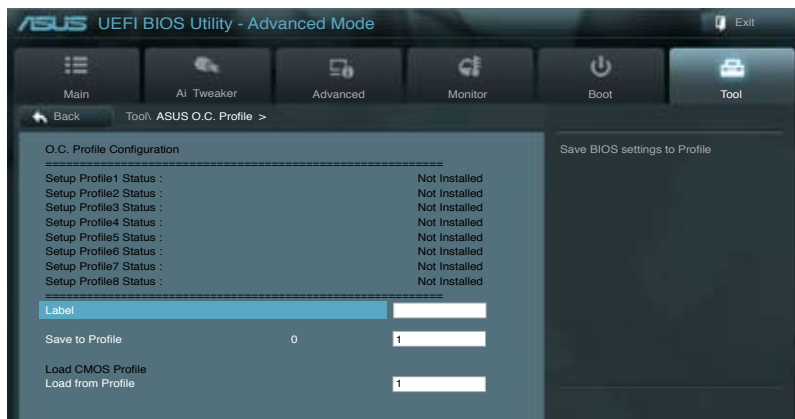 ASUS UEFI BIOS Utility - Advanced Mode
Exit
Main Ai Tweaker Advanced Monitor Boot Tool
Back Tool\ ASUS O.C. Profile >
O.C. Profile Configuration
Save BIOS settings to Profile
Setup Profile1 Status : Not Installed
Setup Profile2 Status : Not Installed
Setup Profile3 Status : Not Installed
Setup Profile4 Status : Not Installed
Setup Profile5 Status : Not Installed
Setup Profile6 Status : Not Installed
Setup Profile7 Status : Not Installed
Setup Profile8 Status : Not Installed
Label
Save to Profile 0 1
Load CMOS Profile
Load from Profile 1